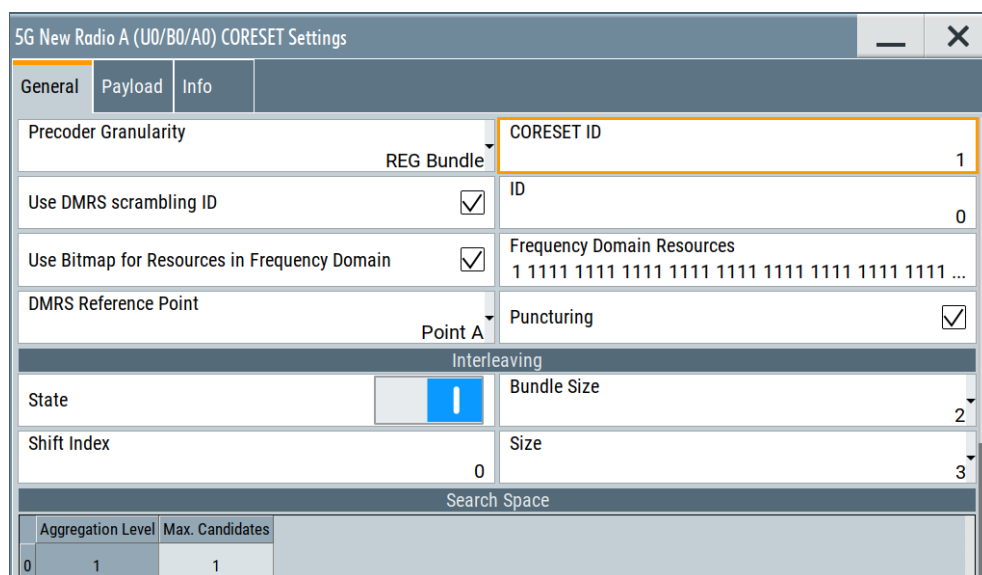 5G New Radio A (U0/B0/A0) CORESET Settings
General Payload Info
Precoder Granularity
REG Bundle
CORESET ID
1
Use DMRS scrambling ID
ID
0
Use Bitmap for Resources in Frequency Domain
Frequency Domain Resources
1 1111 1111 1111 1111 1111 1111 1111 1111 1111 ...
DMRS Reference Point
Point A
Puncturing
Interleaving
State
Bundle Size
2
Shift Index
0
Size
3
Search Space
Aggregation Level Max. Candidates
0 1 1